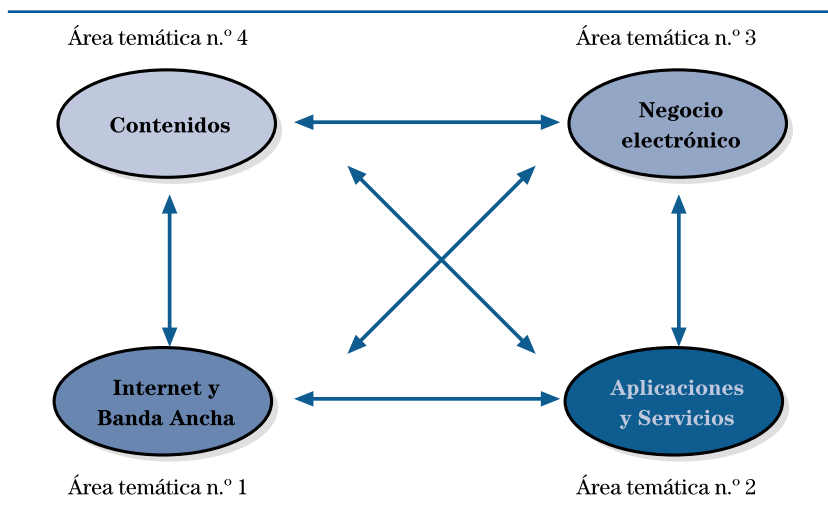 Área temática n.º 4
Área temática n.º 3
Contenidos
Negocio
electrónico
Internet y
Banda Ancha
Aplicaciones
y Servicios
Área temática n.º 1
Área temática n.º 2